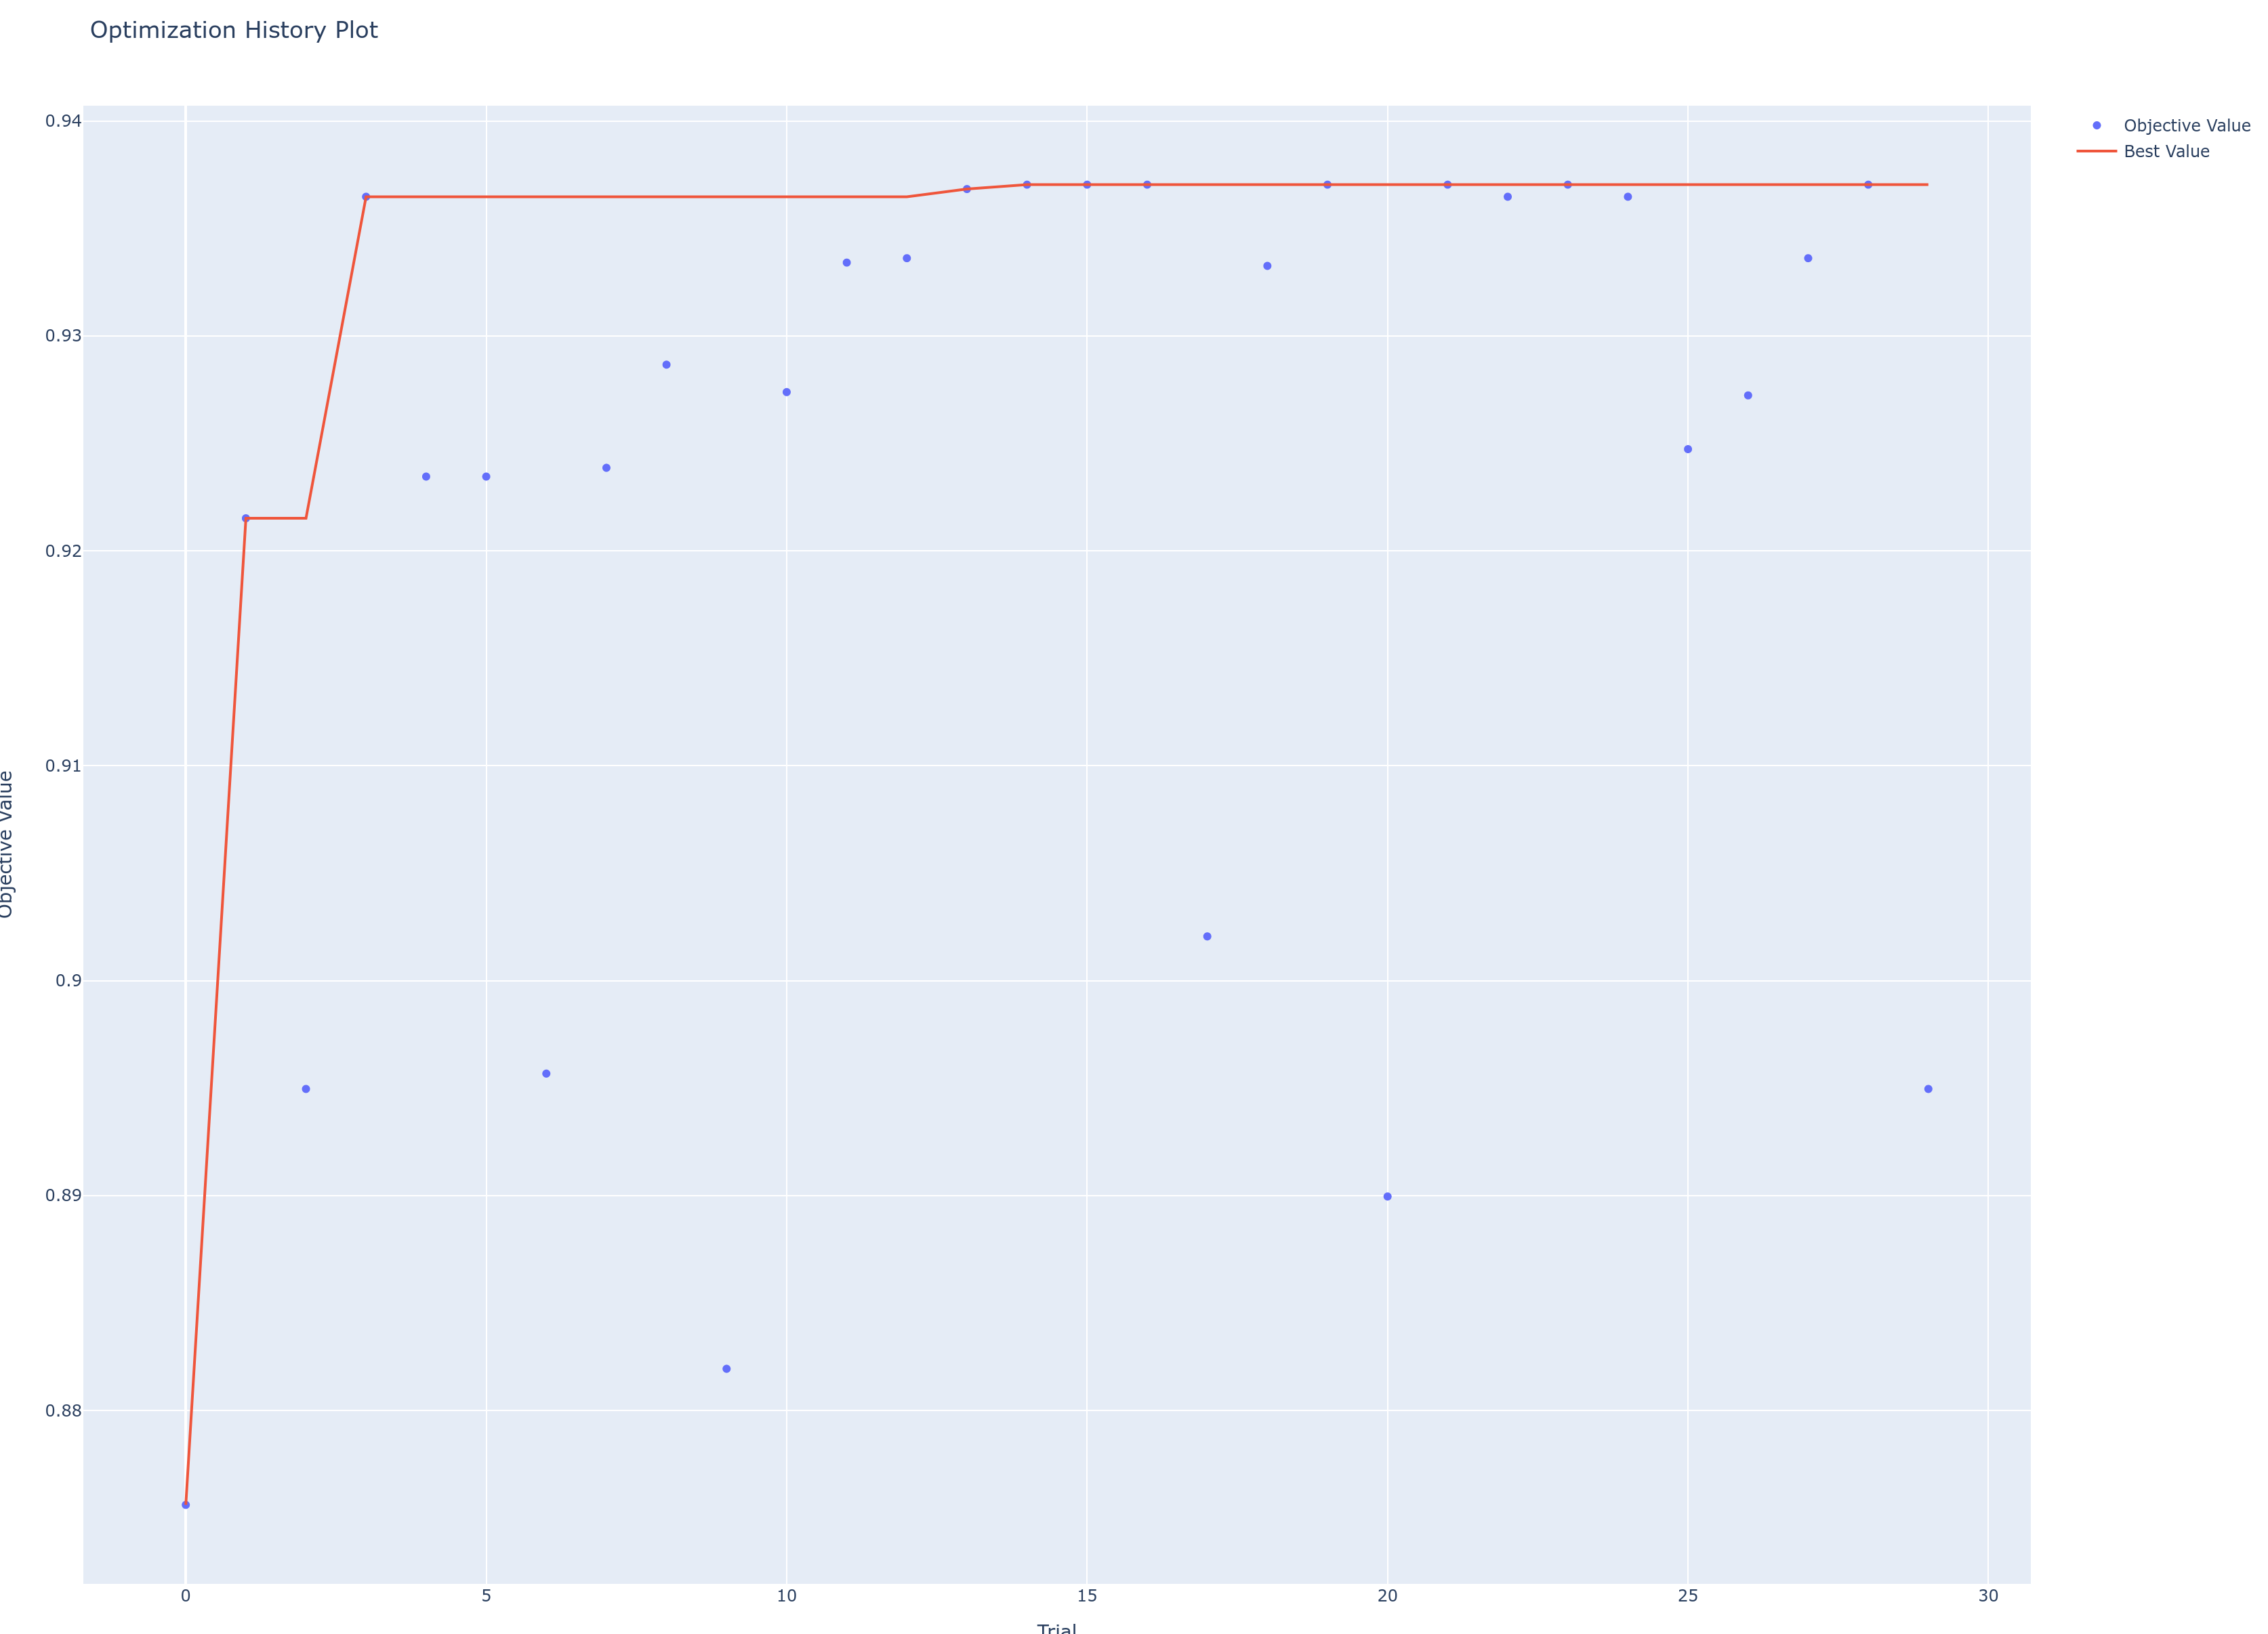 Optimization History Plot
Objective Value
Best Value
0.94
0.93
0.92
0.91
0.9
0.89
0.88
Objective Value
0 5 10 15 20 25 30
Trial